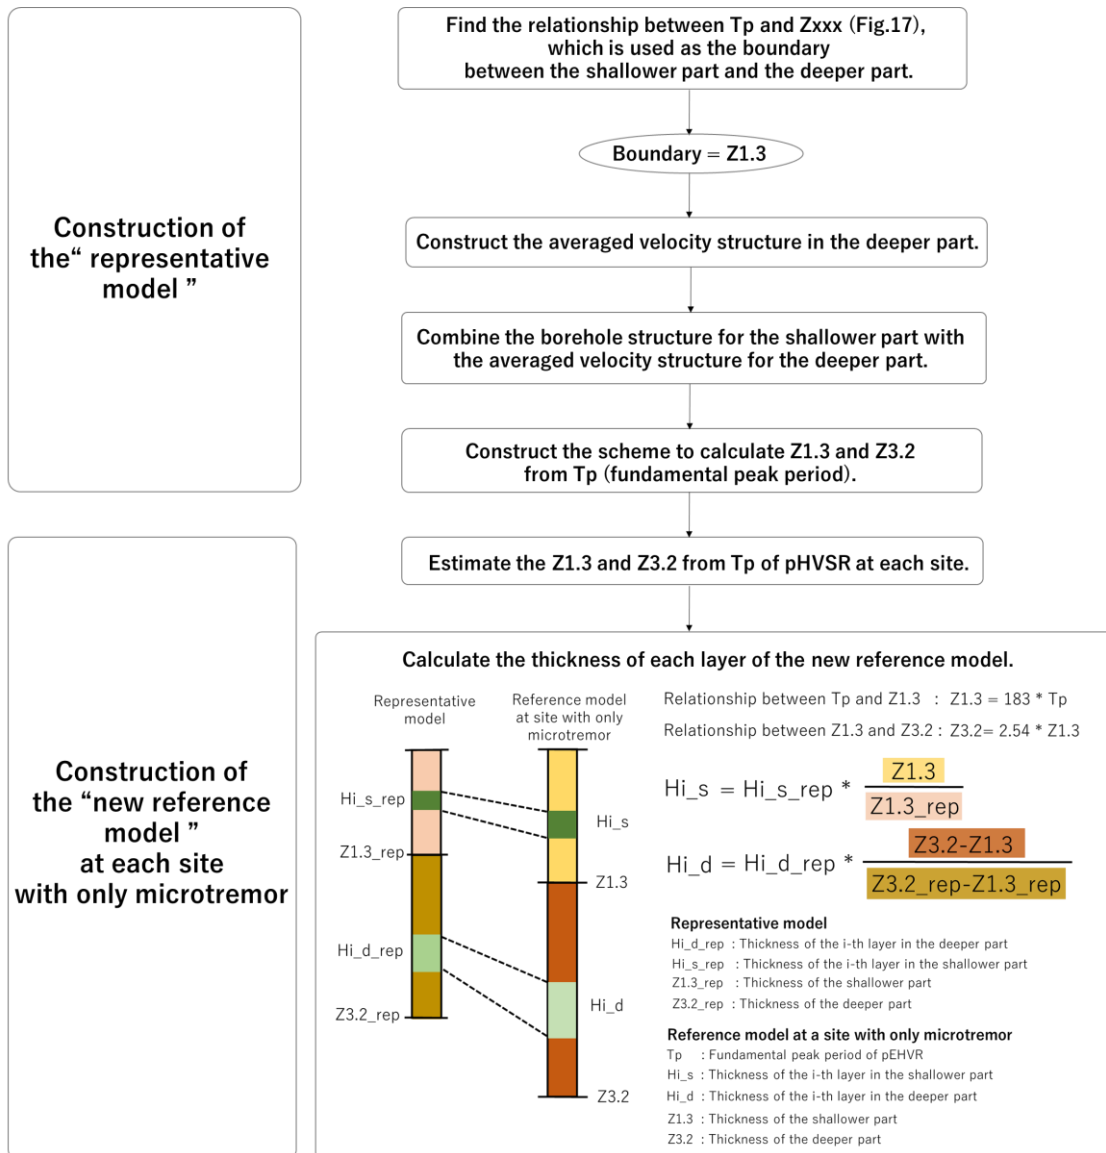 Construction of
the“ representative
model ”
Find the relationship between Tp and Zxxx (Fig.17),
which is used as the boundary
between the shallower part and the deeper part.
Boundary = Z1.3
Construct the averaged velocity structure in the deeper part.
Combine the borehole structure for the shallower part with
the averaged velocity structure for the deeper part.
Construct the scheme to calculate Z1.3 and Z3.2
from Tp (fundamental peak period).
Construction of
the “new reference
model ”
at each site
with only microtremor
Estimate the Z1.3 and Z3.2 from Tp of pHVSR at each site.
Calculate the thickness of each layer of the new reference model.
Representative
model
Reference model
at site with only
microtremor
Hi_s_rep
Z1.3_rep
Hi_d_rep
Z3.2_rep
Hi_s
Z1.3
Hi_d
Z3.2
Relationship between Tp and Z1.3 : Z1.3 = 183 * Tp
Relationship between Z1.3 and Z3.2 : Z3.2= 2.54 * Z1.3
Hi_s = Hi_s_rep *
Z1.3
Z1.3_rep
Hi_d = Hi_d_rep *
Z3.2-Z1.3
Z3.2_rep-Z1.3_rep
Representative model
Hi_d_rep : Thickness of the i-th layer in the deeper part
Hi_s_rep : Thickness of the i-th layer in the shallower part
Z1.3_rep : Thickness of the shallower part
Z3.2_rep : Thickness of the deeper part
Reference model at a site with only microtremor
Tp : Fundamental peak period of pEHVR
Hi_s : Thickness of the i-th layer in the shallower part
Hi_d : Thickness of the i-th layer in the deeper part
Z1.3 : Thickness of the shallower part
Z3.2 : Thickness of the deeper part